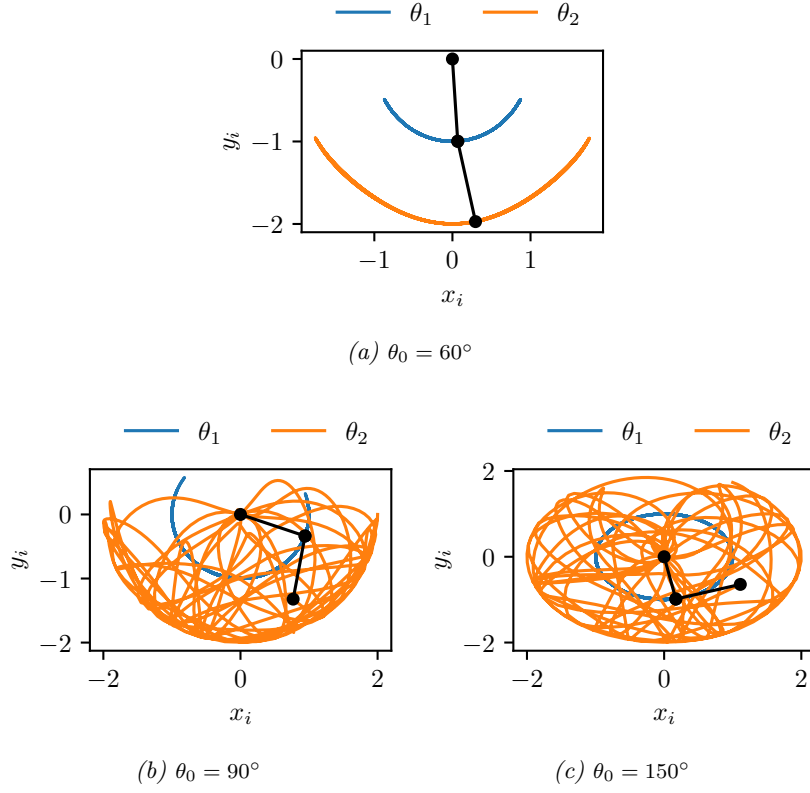 θ₁ θ₂
0
−1
−2
yᵢ
−1 0 1
xᵢ
(a) θ₀ = 60°
θ₁ θ₂
0
−1
−2
yᵢ
−2 0 2
xᵢ
(b) θ₀ = 90°
θ₁ θ₂
2
0
−2
yᵢ
−2 0 2
xᵢ
(c) θ₀ = 150°